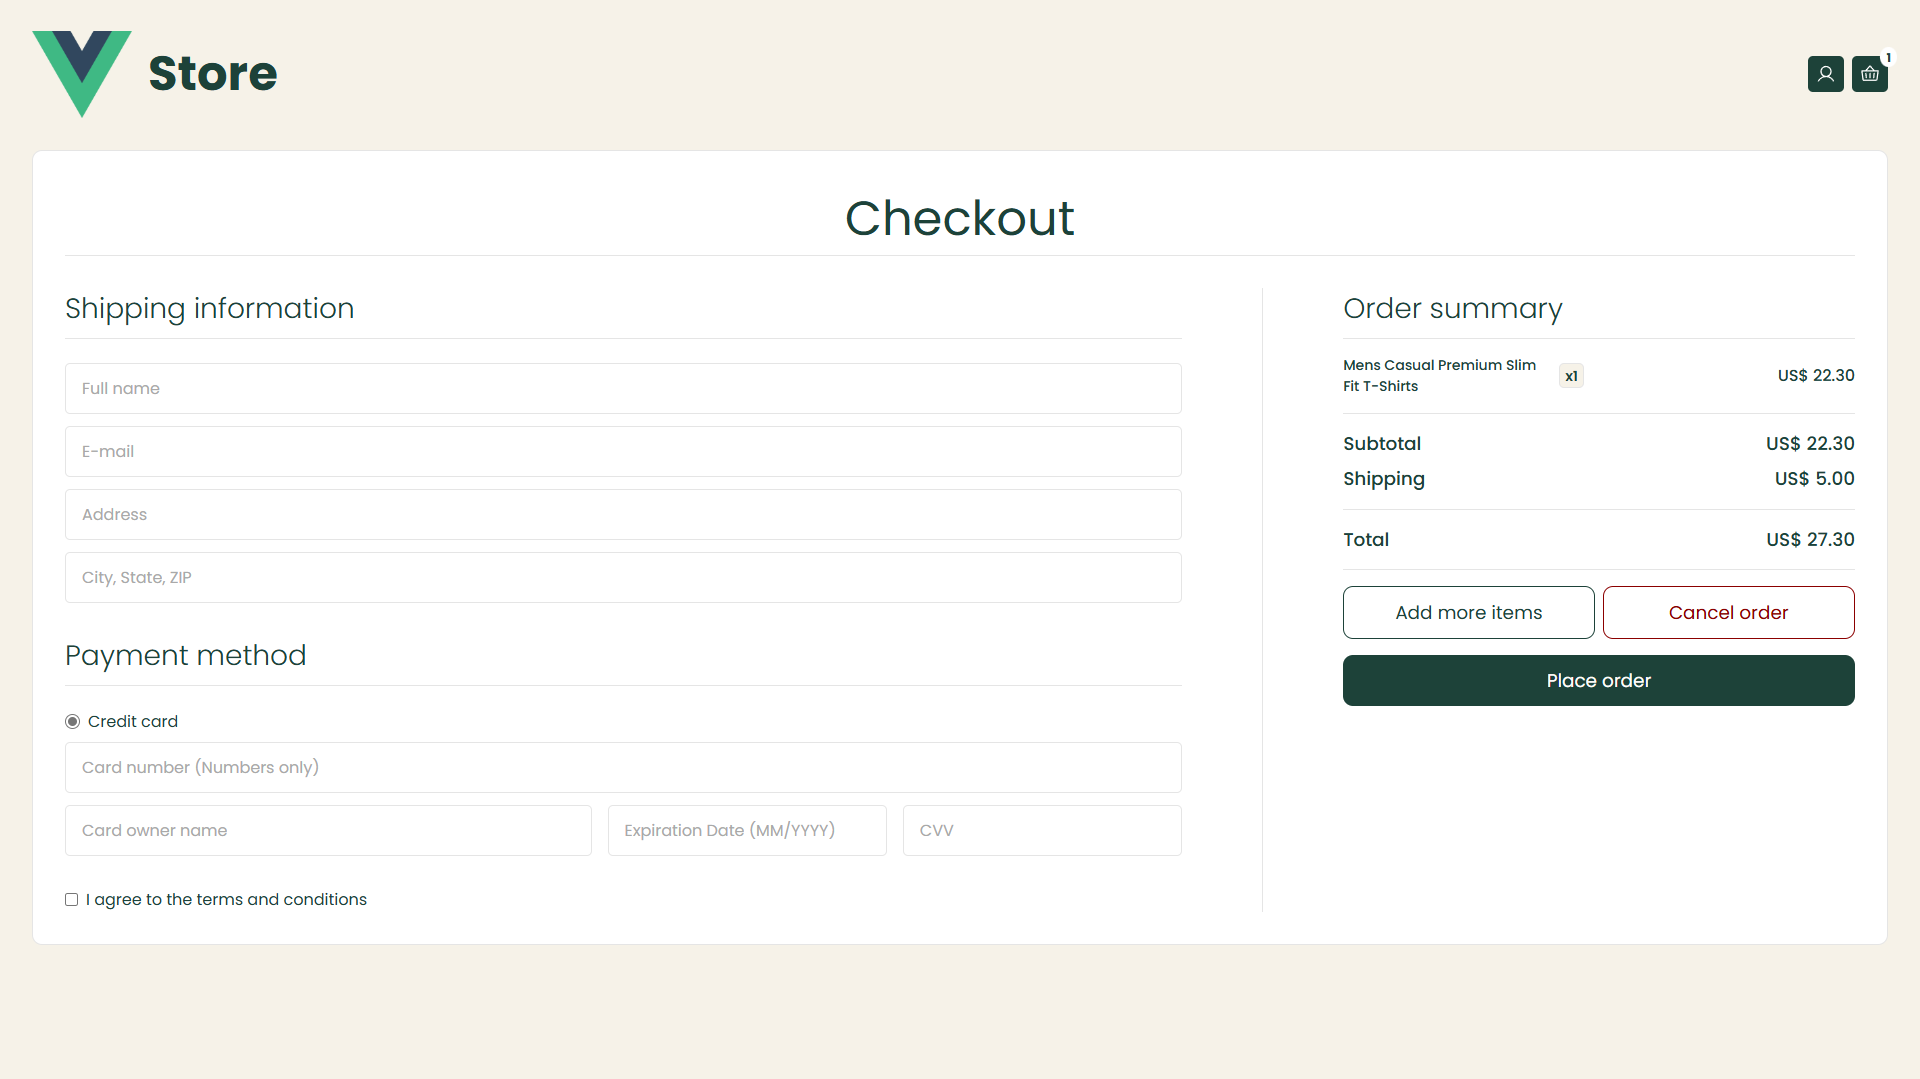 Store
1
Checkout
Shipping information
Full name
E-mail
Address
City, State, ZIP
Payment method
Credit card
Card number (Numbers only)
Card owner name
Expiration Date (MM/YYYY)
CVV
I agree to the terms and conditions
Order summary
Mens Casual Premium Slim
Fit T-Shirts
x1
US$ 22.30
Subtotal US$ 22.30
Shipping US$ 5.00
Total US$ 27.30
Add more items
Cancel order
Place order